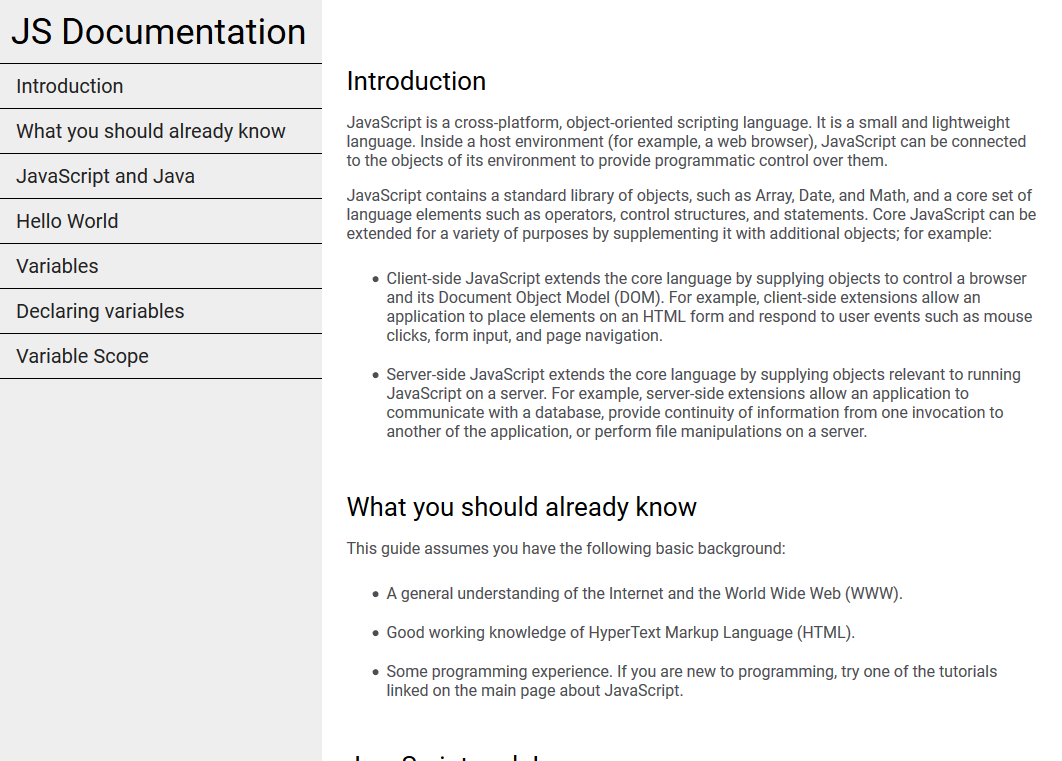 JS Documentation
Introduction
What you should already know
JavaScript and Java
Hello World
Variables
Declaring variables
Variable Scope
Introduction
JavaScript is a cross-platform, object-oriented scripting language. It is a small and lightweight
language. Inside a host environment (for example, a web browser), JavaScript can be connected
to the objects of its environment to provide programmatic control over them.
JavaScript contains a standard library of objects, such as Array, Date, and Math, and a core set of
language elements such as operators, control structures, and statements. Core JavaScript can be
extended for a variety of purposes by supplementing it with additional objects; for example:
• Client-side JavaScript extends the core language by supplying objects to control a browser
and its Document Object Model (DOM). For example, client-side extensions allow an
application to place elements on an HTML form and respond to user events such as mouse
clicks, form input, and page navigation.
• Server-side JavaScript extends the core language by supplying objects relevant to running
JavaScript on a server. For example, server-side extensions allow an application to
communicate with a database, provide continuity of information from one invocation to
another of the application, or perform file manipulations on a server.
What you should already know
This guide assumes you have the following basic background:
• A general understanding of the Internet and the World Wide Web (WWW).
• Good working knowledge of HyperText Markup Language (HTML).
• Some programming experience. If you are new to programming, try one of the tutorials
linked on the main page about JavaScript.